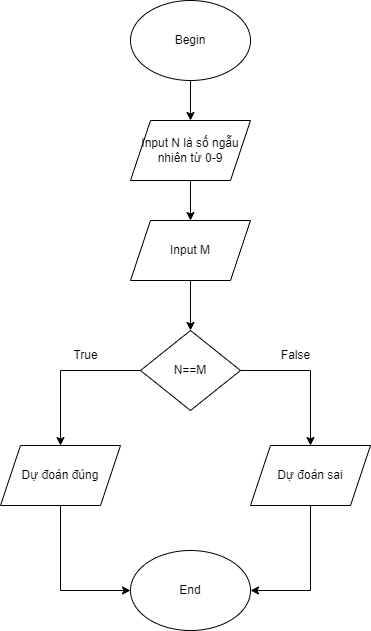 Begin
Input N là số ngẫu
nhiên từ 0-9
Input M
N==M
True
False
Dự đoán đúng
Dự đoán sai
End